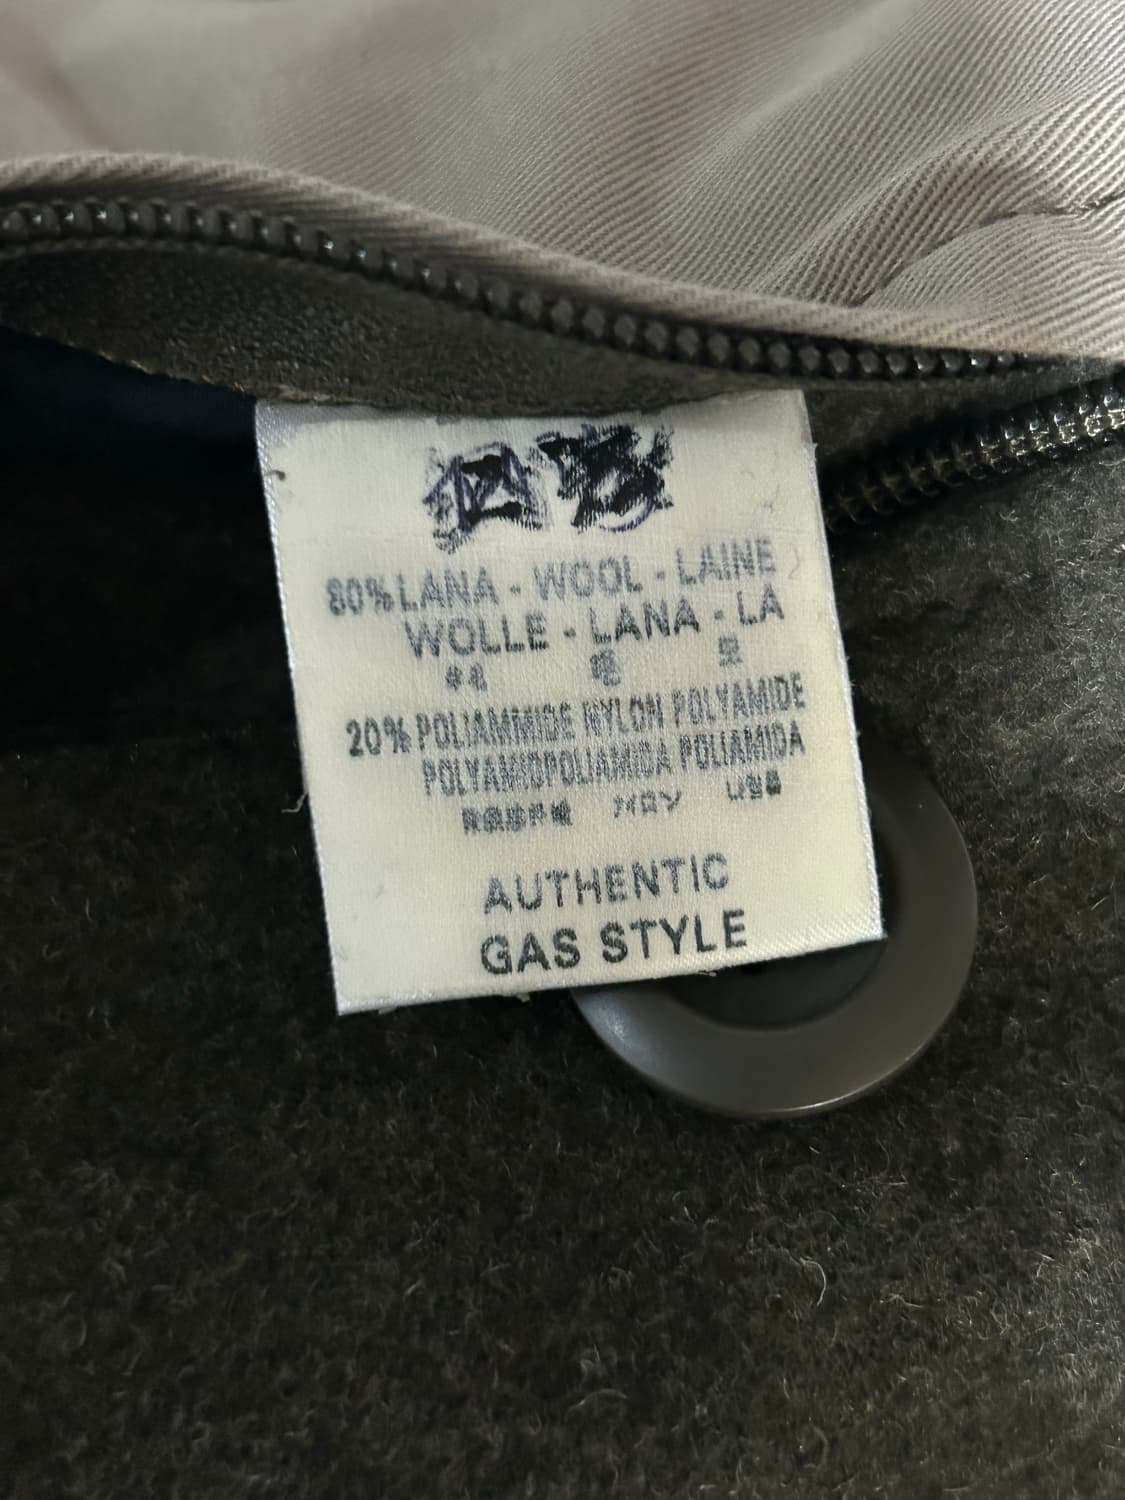 80% LANA - WOOL - LAINE
WOLLE - LANA - LA
20% POLIAMMIDE NYLON POLYAMIDE
POLYAMIDPOLIAMIDA POLIAMIDA
AUTHENTIC
GAS STYLE